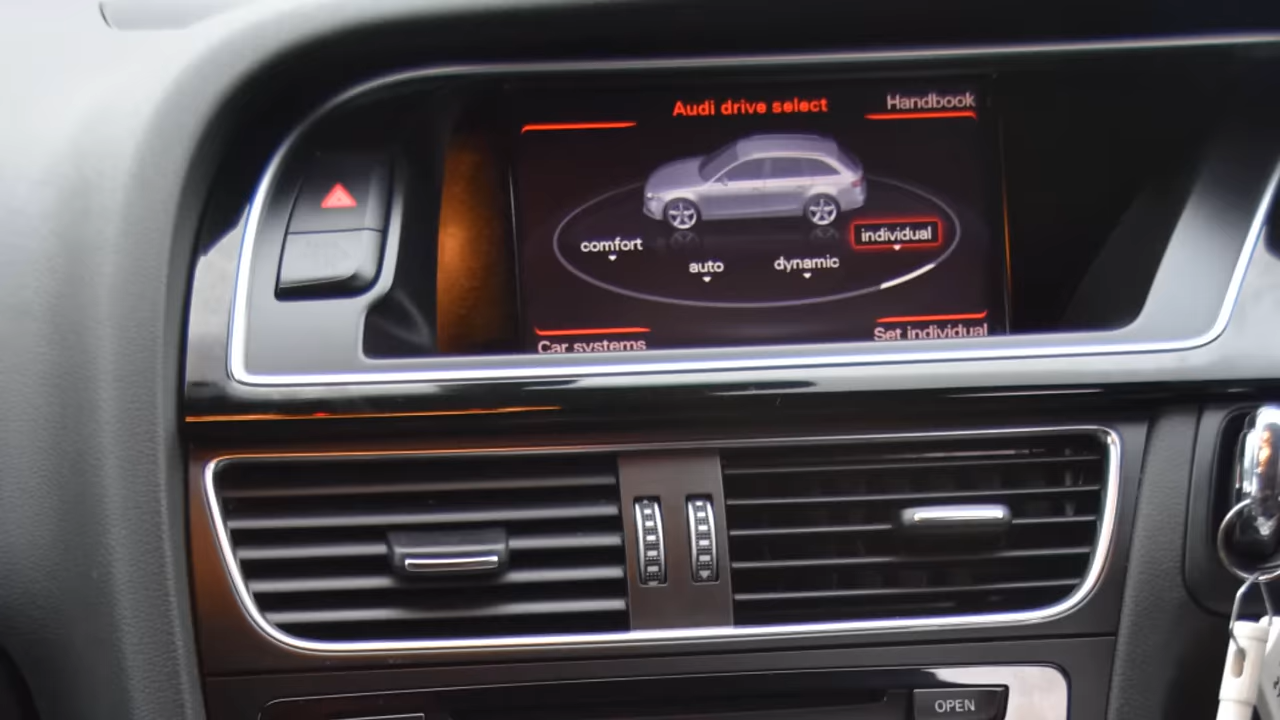 Audi drive select
Handbook
comfort
auto
dynamic
individual
Car systems
Set individual
OPEN